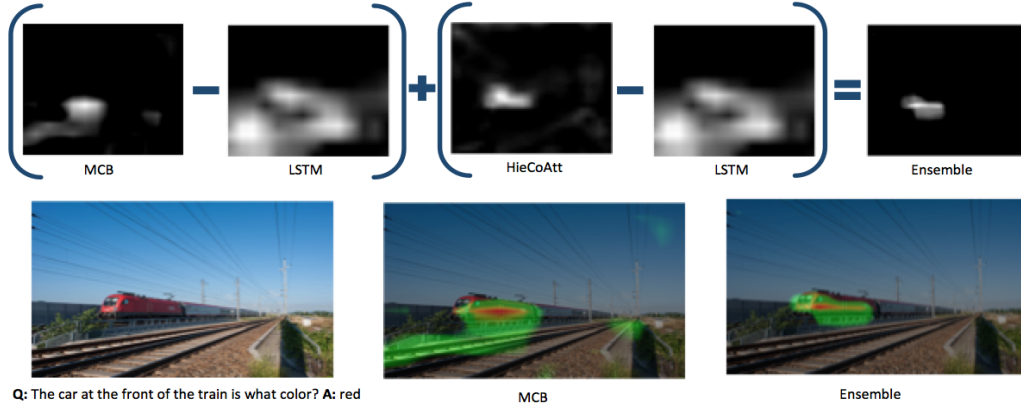 MCB
LSTM
HieCoAtt
LSTM
Ensemble
Q: The car at the front of the train is what color? A: red
MCB
Ensemble